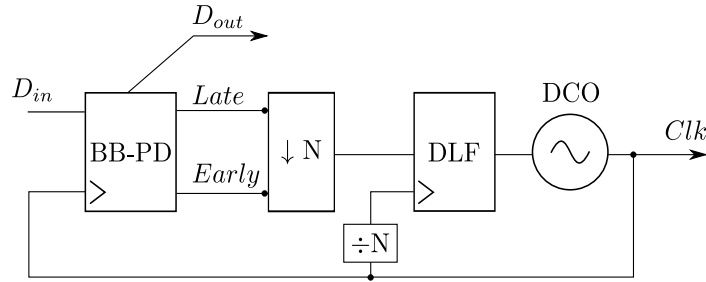 D_out
D_in
Late
DCO
Clk
BB-PD
↓ N
DLF
Early
÷N